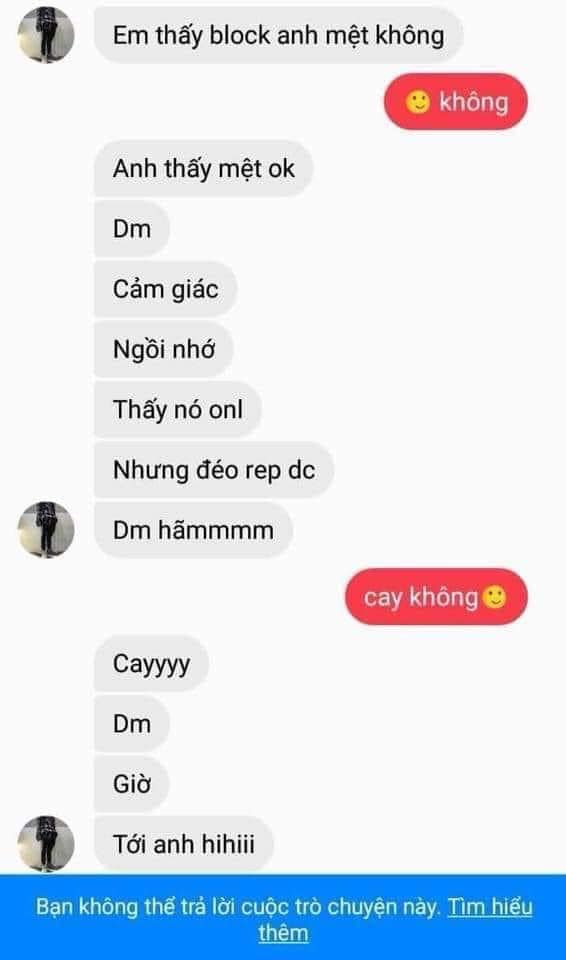 Em thấy block anh mệt không
🙂 không
Anh thấy mệt ok
Dm
Cảm giác
Ngồi nhớ
Thấy nó onl
Nhưng đéo rep dc
Dm hãmmmm
cay không🙂
Cayyyy
Dm
Giờ
Tới anh hihiii
Bạn không thể trả lời cuộc trò chuyện này. Tìm hiểu
thêm